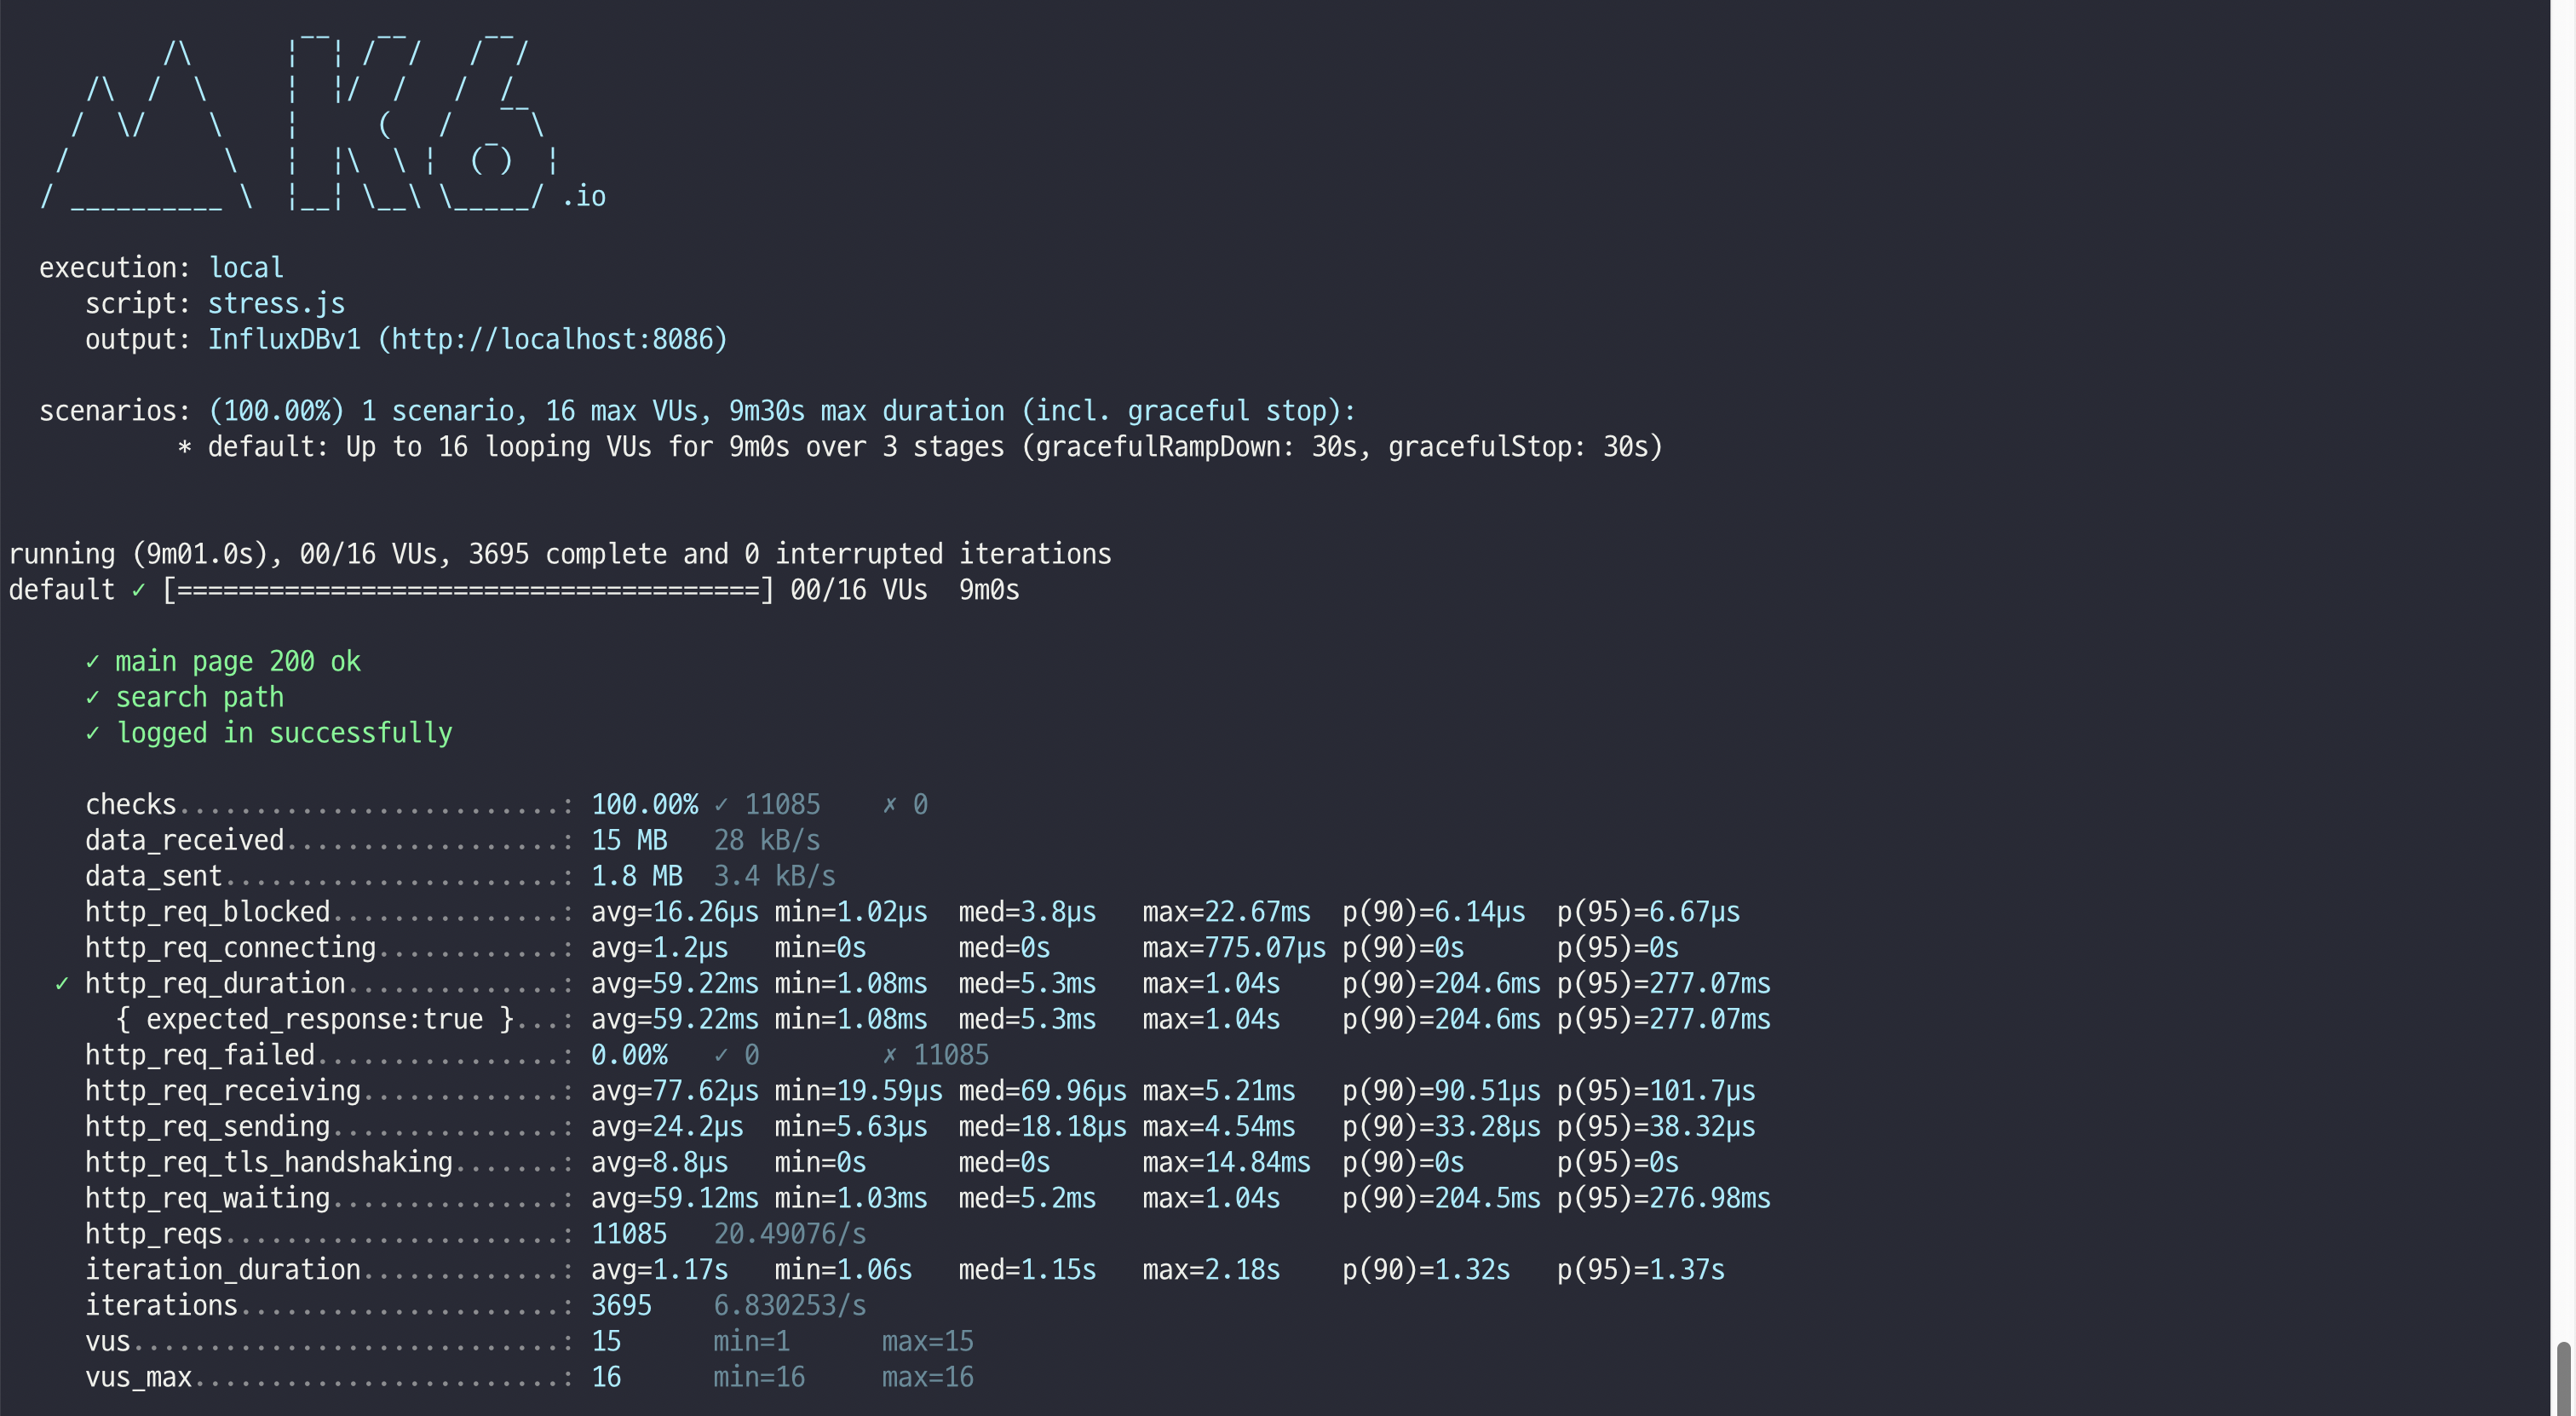 /\      |‾‾| /‾‾/   /‾‾/
     /\  /  \     |  |/  /   /  /
    /  \/    \    |     (   /   ‾‾\
   /          \   |  |\  \ |  (‾)  |
  / __________ \  |__| \__\ \_____/ .io
execution: local
script: stress.js
output: InfluxDBv1 (http://localhost:8086)
scenarios: (100.00%) 1 scenario, 16 max VUs, 9m30s max duration (incl. graceful stop):
* default: Up to 16 looping VUs for 9m0s over 3 stages (gracefulRampDown: 30s, gracefulStop: 30s)
running (9m01.0s), 00/16 VUs, 3695 complete and 0 interrupted iterations
default ✓ [======================================] 00/16 VUs  9m0s
✓ main page 200 ok
✓ search path
✓ logged in successfully
checks.........................: 100.00% ✓ 11085    ✗ 0
data_received..................: 15 MB   28 kB/s
data_sent......................: 1.8 MB  3.4 kB/s
http_req_blocked...............: avg=16.26µs min=1.02µs  med=3.8µs   max=22.67ms  p(90)=6.14µs  p(95)=6.67µs
http_req_connecting............: avg=1.2µs   min=0s      med=0s      max=775.07µs p(90)=0s      p(95)=0s
✓ http_req_duration..............: avg=59.22ms min=1.08ms  med=5.3ms   max=1.04s    p(90)=204.6ms p(95)=277.07ms
{ expected_response:true }...: avg=59.22ms min=1.08ms  med=5.3ms   max=1.04s    p(90)=204.6ms p(95)=277.07ms
http_req_failed................: 0.00%   ✓ 0        ✗ 11085
http_req_receiving.............: avg=77.62µs min=19.59µs med=69.96µs max=5.21ms   p(90)=90.51µs p(95)=101.7µs
http_req_sending...............: avg=24.2µs  min=5.63µs  med=18.18µs max=4.54ms   p(90)=33.28µs p(95)=38.32µs
http_req_tls_handshaking.......: avg=8.8µs   min=0s      med=0s      max=14.84ms  p(90)=0s      p(95)=0s
http_req_waiting...............: avg=59.12ms min=1.03ms  med=5.2ms   max=1.04s    p(90)=204.5ms p(95)=276.98ms
http_reqs......................: 11085   20.49076/s
iteration_duration.............: avg=1.17s   min=1.06s   med=1.15s   max=2.18s    p(90)=1.32s   p(95)=1.37s
iterations.....................: 3695    6.830253/s
vus............................: 15      min=1      max=15
vus_max........................: 16      min=16     max=16